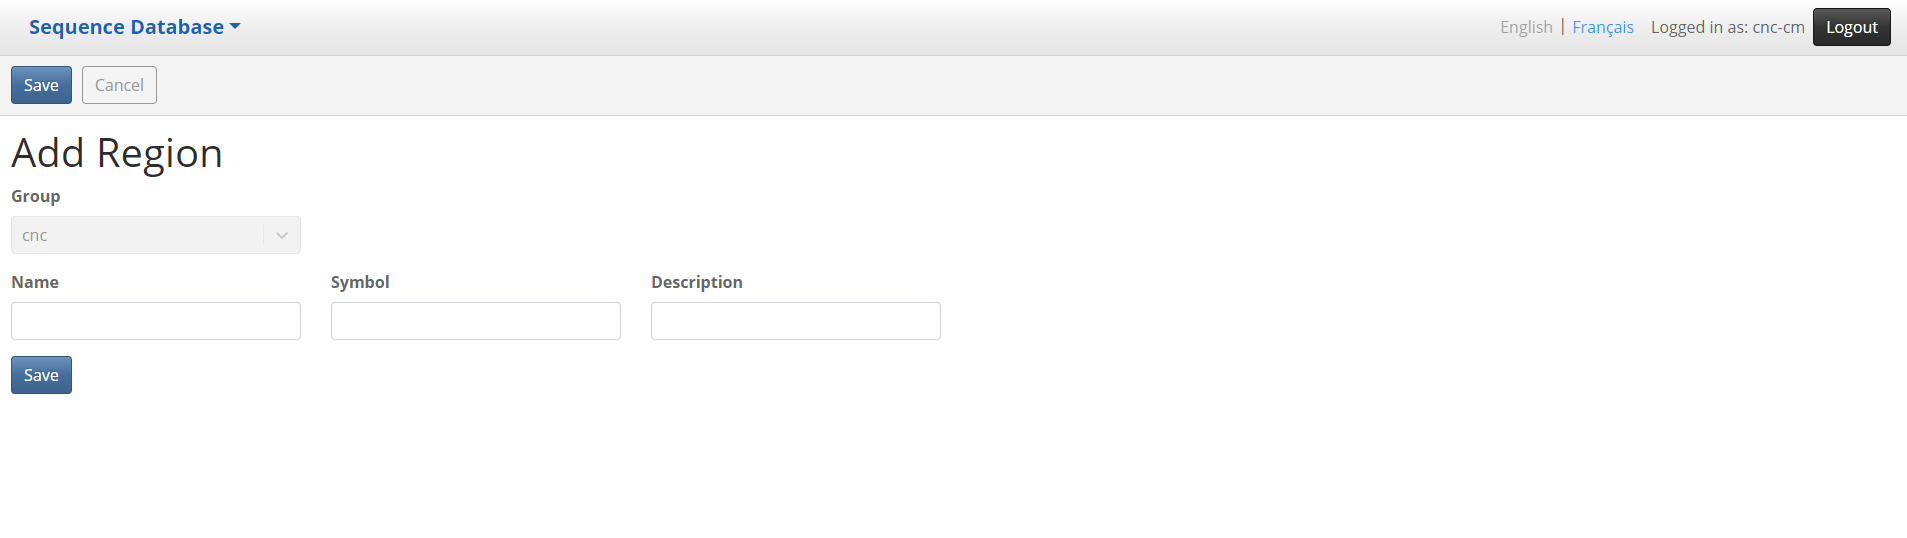 Sequence Database
English | Français Logged in as: cnc-cm Logout
Save Cancel
Add Region
Group
cnc
Name Symbol Description
Save